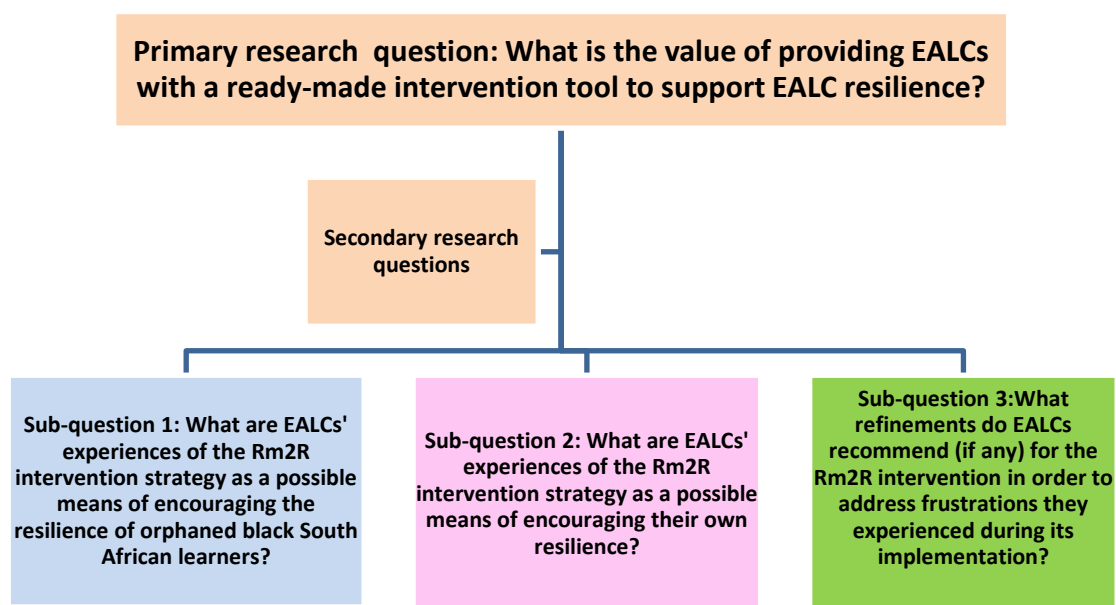 Primary research question: What is the value of providing EALCs
with a ready-made intervention tool to support EALC resilience?
Secondary research
questions
Sub-question 1: What are EALCs'
experiences of the Rm2R
intervention strategy as a possible
means of encouraging the
resilience of orphaned black South
African learners?
Sub-question 2: What are EALCs'
experiences of the Rm2R
intervention strategy as a possible
means of encouraging their own
resilience?
Sub-question 3:What
refinements do EALCs
recommend (if any) for the
Rm2R intervention in order to
address frustrations they
experienced during its
implementation?